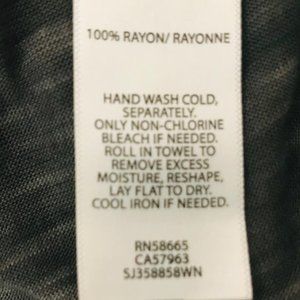 100% RAYON/ RAYONNE
HAND WASH COLD,
SEPARATELY.
ONLY NON-CHLORINE
BLEACH IF NEEDED.
ROLL IN TOWEL TO
REMOVE EXCESS
MOISTURE, RESHAPE,
LAY FLAT TO DRY.
COOL IRON IF NEEDED.
RN58665
CA57963
SJ358858WN